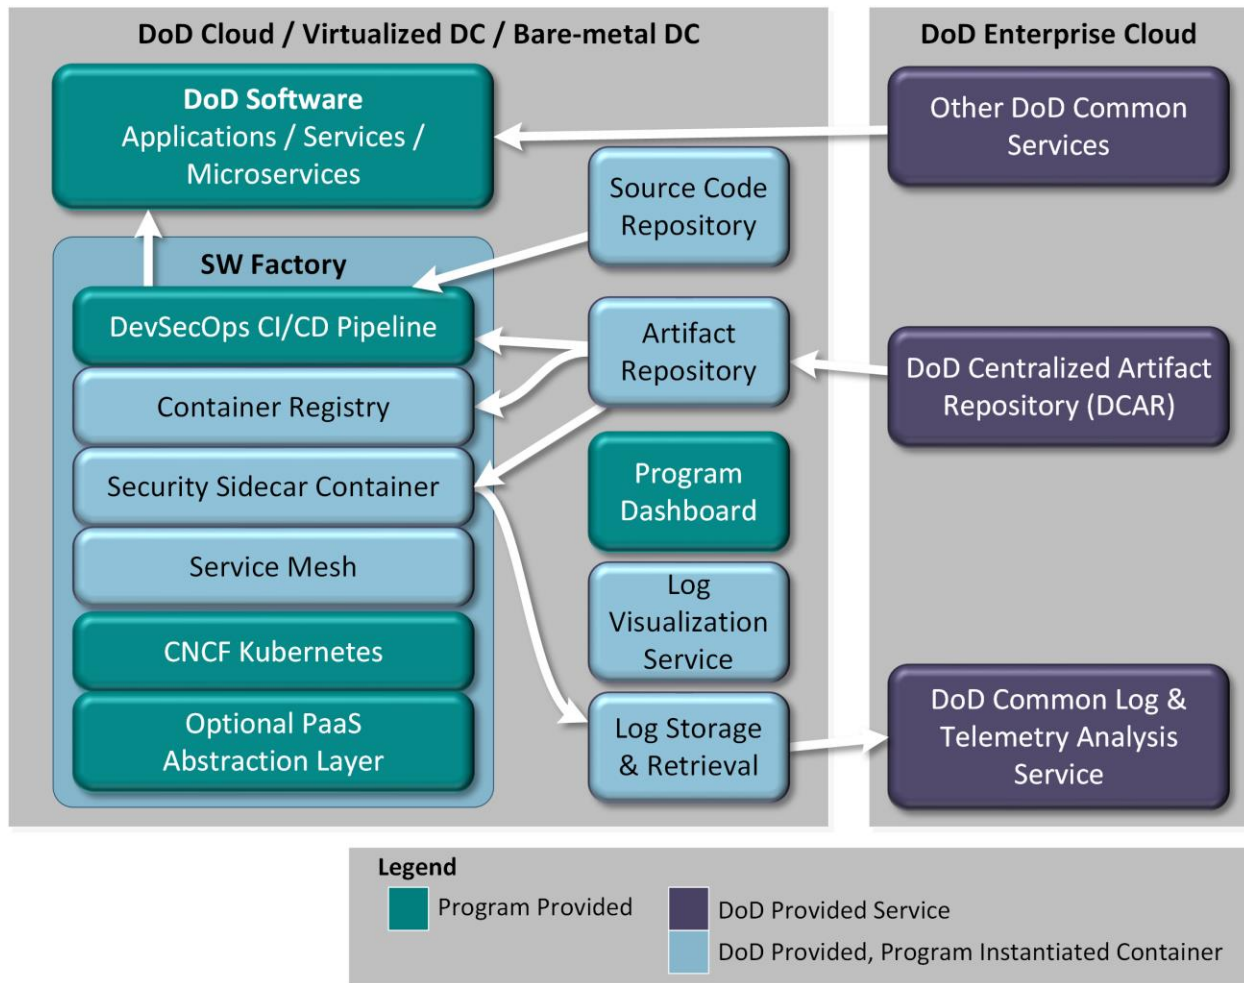 DoD Cloud / Virtualized DC / Bare-metal DC
DoD Software
Applications / Services /
Microservices
SW Factory
DevSecOps CI/CD Pipeline
Container Registry
Security Sidecar Container
Service Mesh
CNCF Kubernetes
Optional PaaS
Abstraction Layer
Source Code
Repository
Artifact
Repository
Program
Dashboard
Log
Visualization
Service
Log Storage
& Retrieval
DoD Enterprise Cloud
Other DoD Common
Services
DoD Centralized Artifact
Repository (DCAR)
DoD Common Log &
Telemetry Analysis
Service
Legend
Program Provided
DoD Provided Service
DoD Provided, Program Instantiated Container